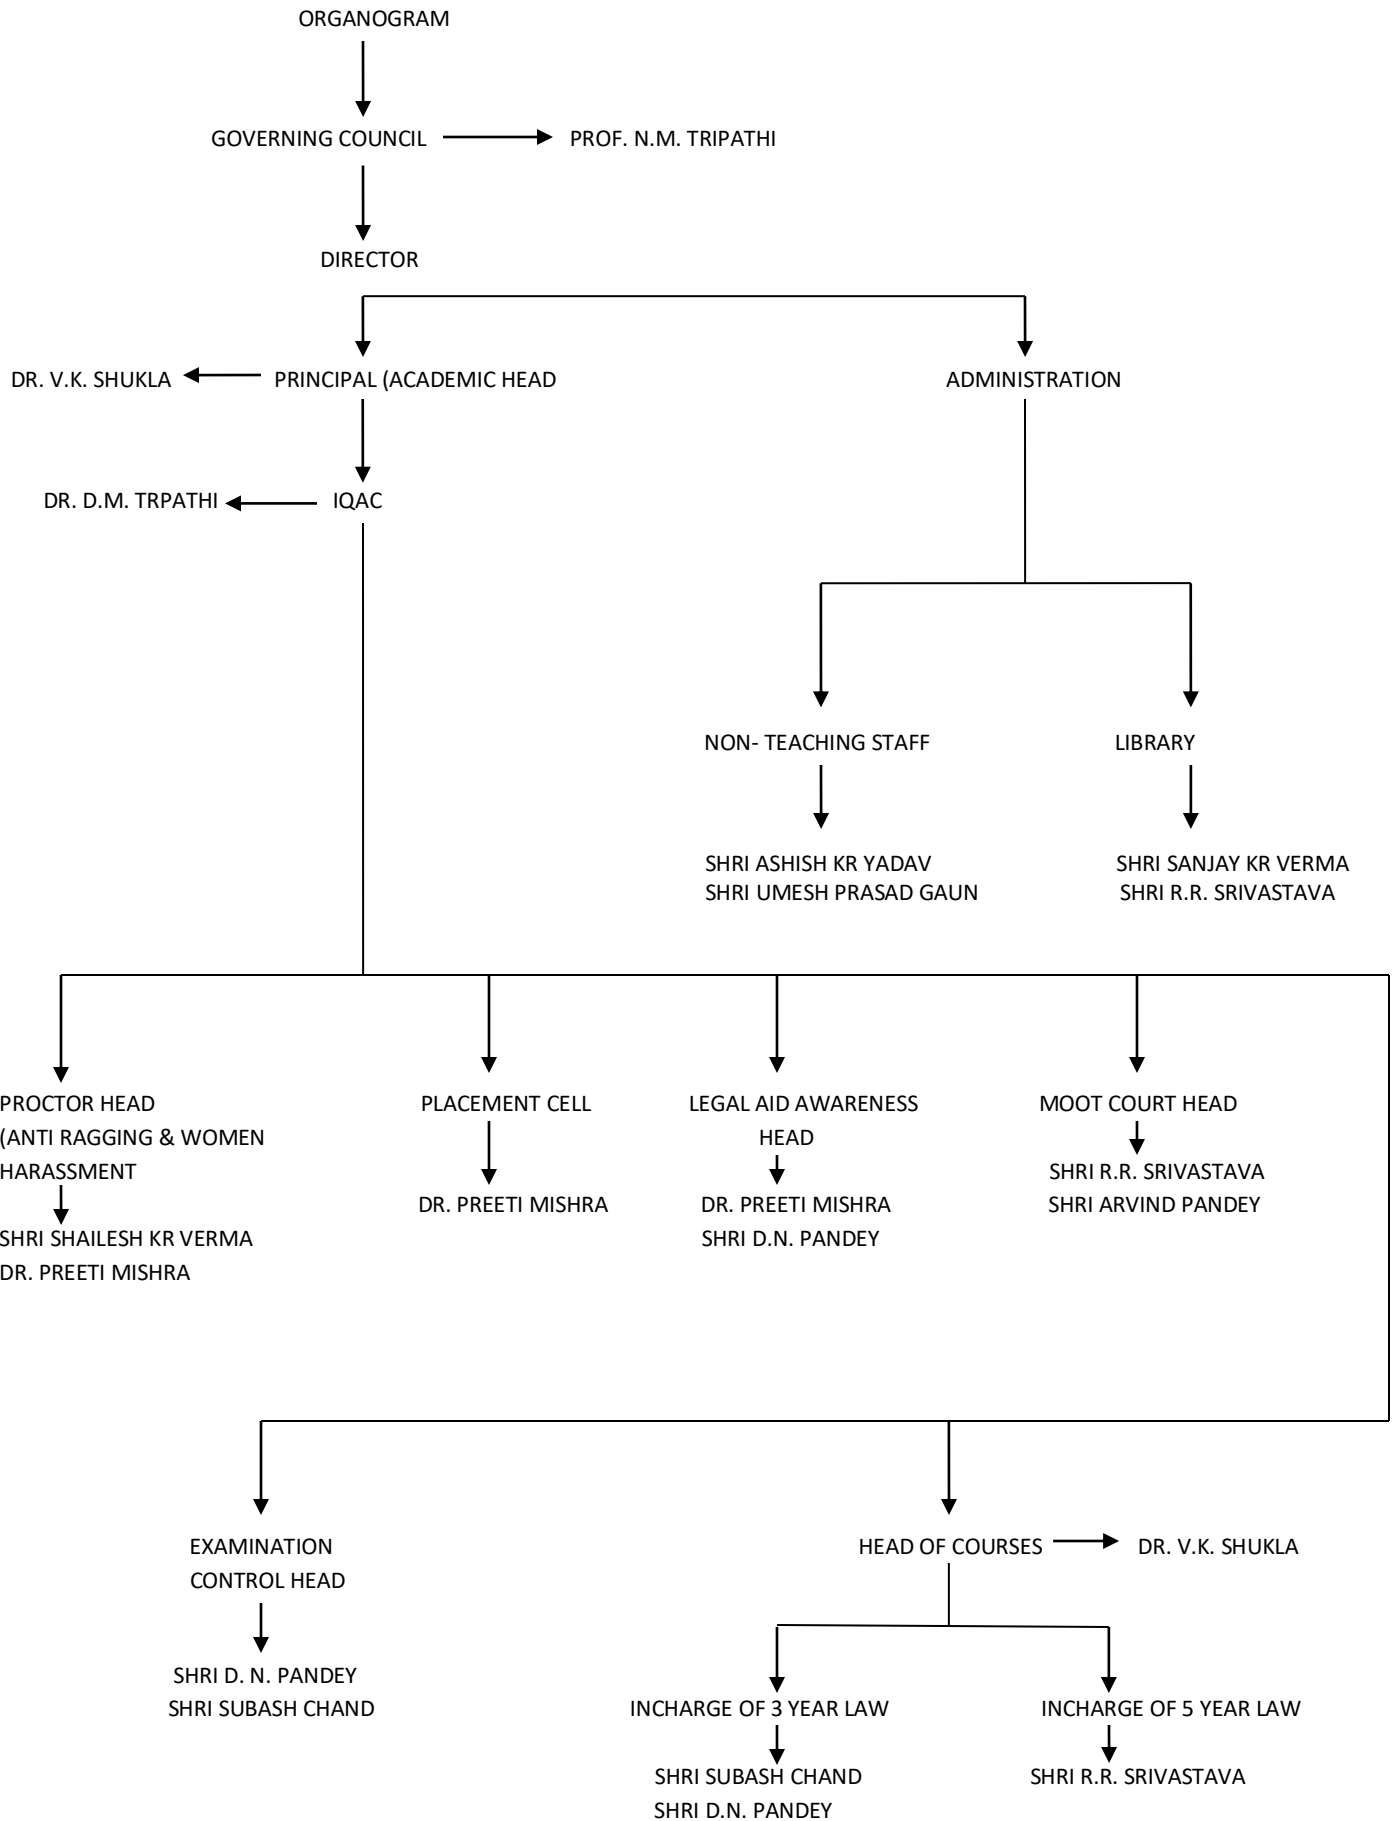 ORGANOGRAM
GOVERNING COUNCIL
PROF. N.M. TRIPATHI
DIRECTOR
DR. V.K. SHUKLA
PRINCIPAL (ACADEMIC HEAD
ADMINISTRATION
DR. D.M. TRPATHI
IQAC
NON- TEACHING STAFF
LIBRARY
SHRI ASHISH KR YADAV
SHRI UMESH PRASAD GAUN
SHRI SANJAY KR VERMA
SHRI R.R. SRIVASTAVA
PROCTOR HEAD
(ANTI RAGGING & WOMEN
HARASSMENT
SHRI SHAILESH KR VERMA
DR. PREETI MISHRA
PLACEMENT CELL
DR. PREETI MISHRA
LEGAL AID AWARENESS
HEAD
DR. PREETI MISHRA
SHRI D.N. PANDEY
MOOT COURT HEAD
SHRI R.R. SRIVASTAVA
SHRI ARVIND PANDEY
EXAMINATION
CONTROL HEAD
SHRI D. N. PANDEY
SHRI SUBASH CHAND
HEAD OF COURSES
DR. V.K. SHUKLA
INCHARGE OF 3 YEAR LAW
SHRI SUBASH CHAND
SHRI D.N. PANDEY
INCHARGE OF 5 YEAR LAW
SHRI R.R. SRIVASTAVA